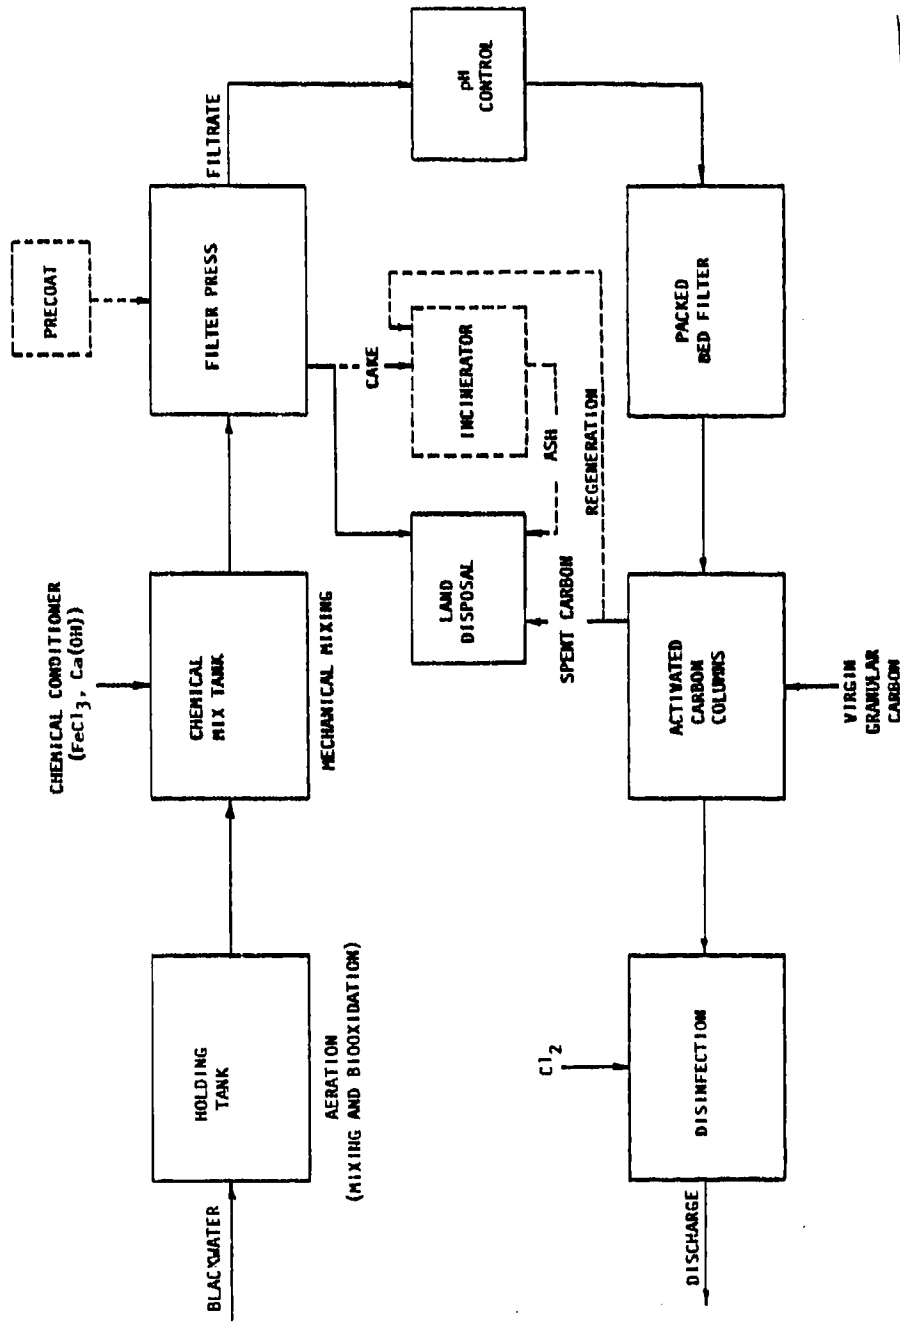 BLACKWATER
HOLDING
TANK
AERATION
(MIXING AND BIOOXIDATION)
CHEMICAL CONDITIONER
(FeCl3, Ca(OH))
CHEMICAL
MIX TANK
MECHANICAL MIXING
PRECOAT
FILTER PRESS
FILTRATE
CAKE
INCINERATOR
ASH
REGENERATION
LAND
DISPOSAL
SPENT CARBON
pH
CONTROL
PACKED
BED FILTER
ACTIVATED
CARBON
COLUMNS
VIRGIN
GRANULAR
CARBON
Cl2
DISINFECTION
DISCHARGE